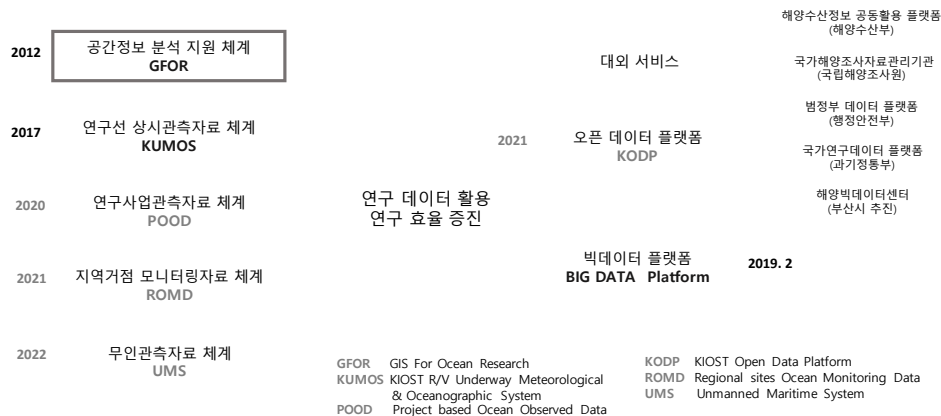 2012
공간정보 분석 지원 체계
GFOR
2017
연구선 상시관측자료 체계
KUMOS
2020
연구사업관측자료 체계
POOD
2021
지역거점 모니터링자료 체계
ROMD
2022
무인관측자료 체계
UMS
연구 데이터 활용
연구 효율 증진
대외 서비스
2021
오픈 데이터 플랫폼
KODP
빅데이터 플랫폼
BIG DATA Platform
2019. 2
해양수산정보 공동활용 플랫폼
(해양수산부)
국가해양조사자료관리기관
(국립해양조사원)
범정부 데이터 플랫폼
(행정안전부)
국가연구데이터 플랫폼
(과기정통부)
해양빅데이터센터
(부산시 추진)
GFOR GIS For Ocean Research
KUMOS KIOST R/V Underway Meteorological
& Oceanographic System
POOD Project based Ocean Observed Data
KODP KIOST Open Data Platform
ROMD Regional sites Ocean Monitoring Data
UMS Unmanned Maritime System